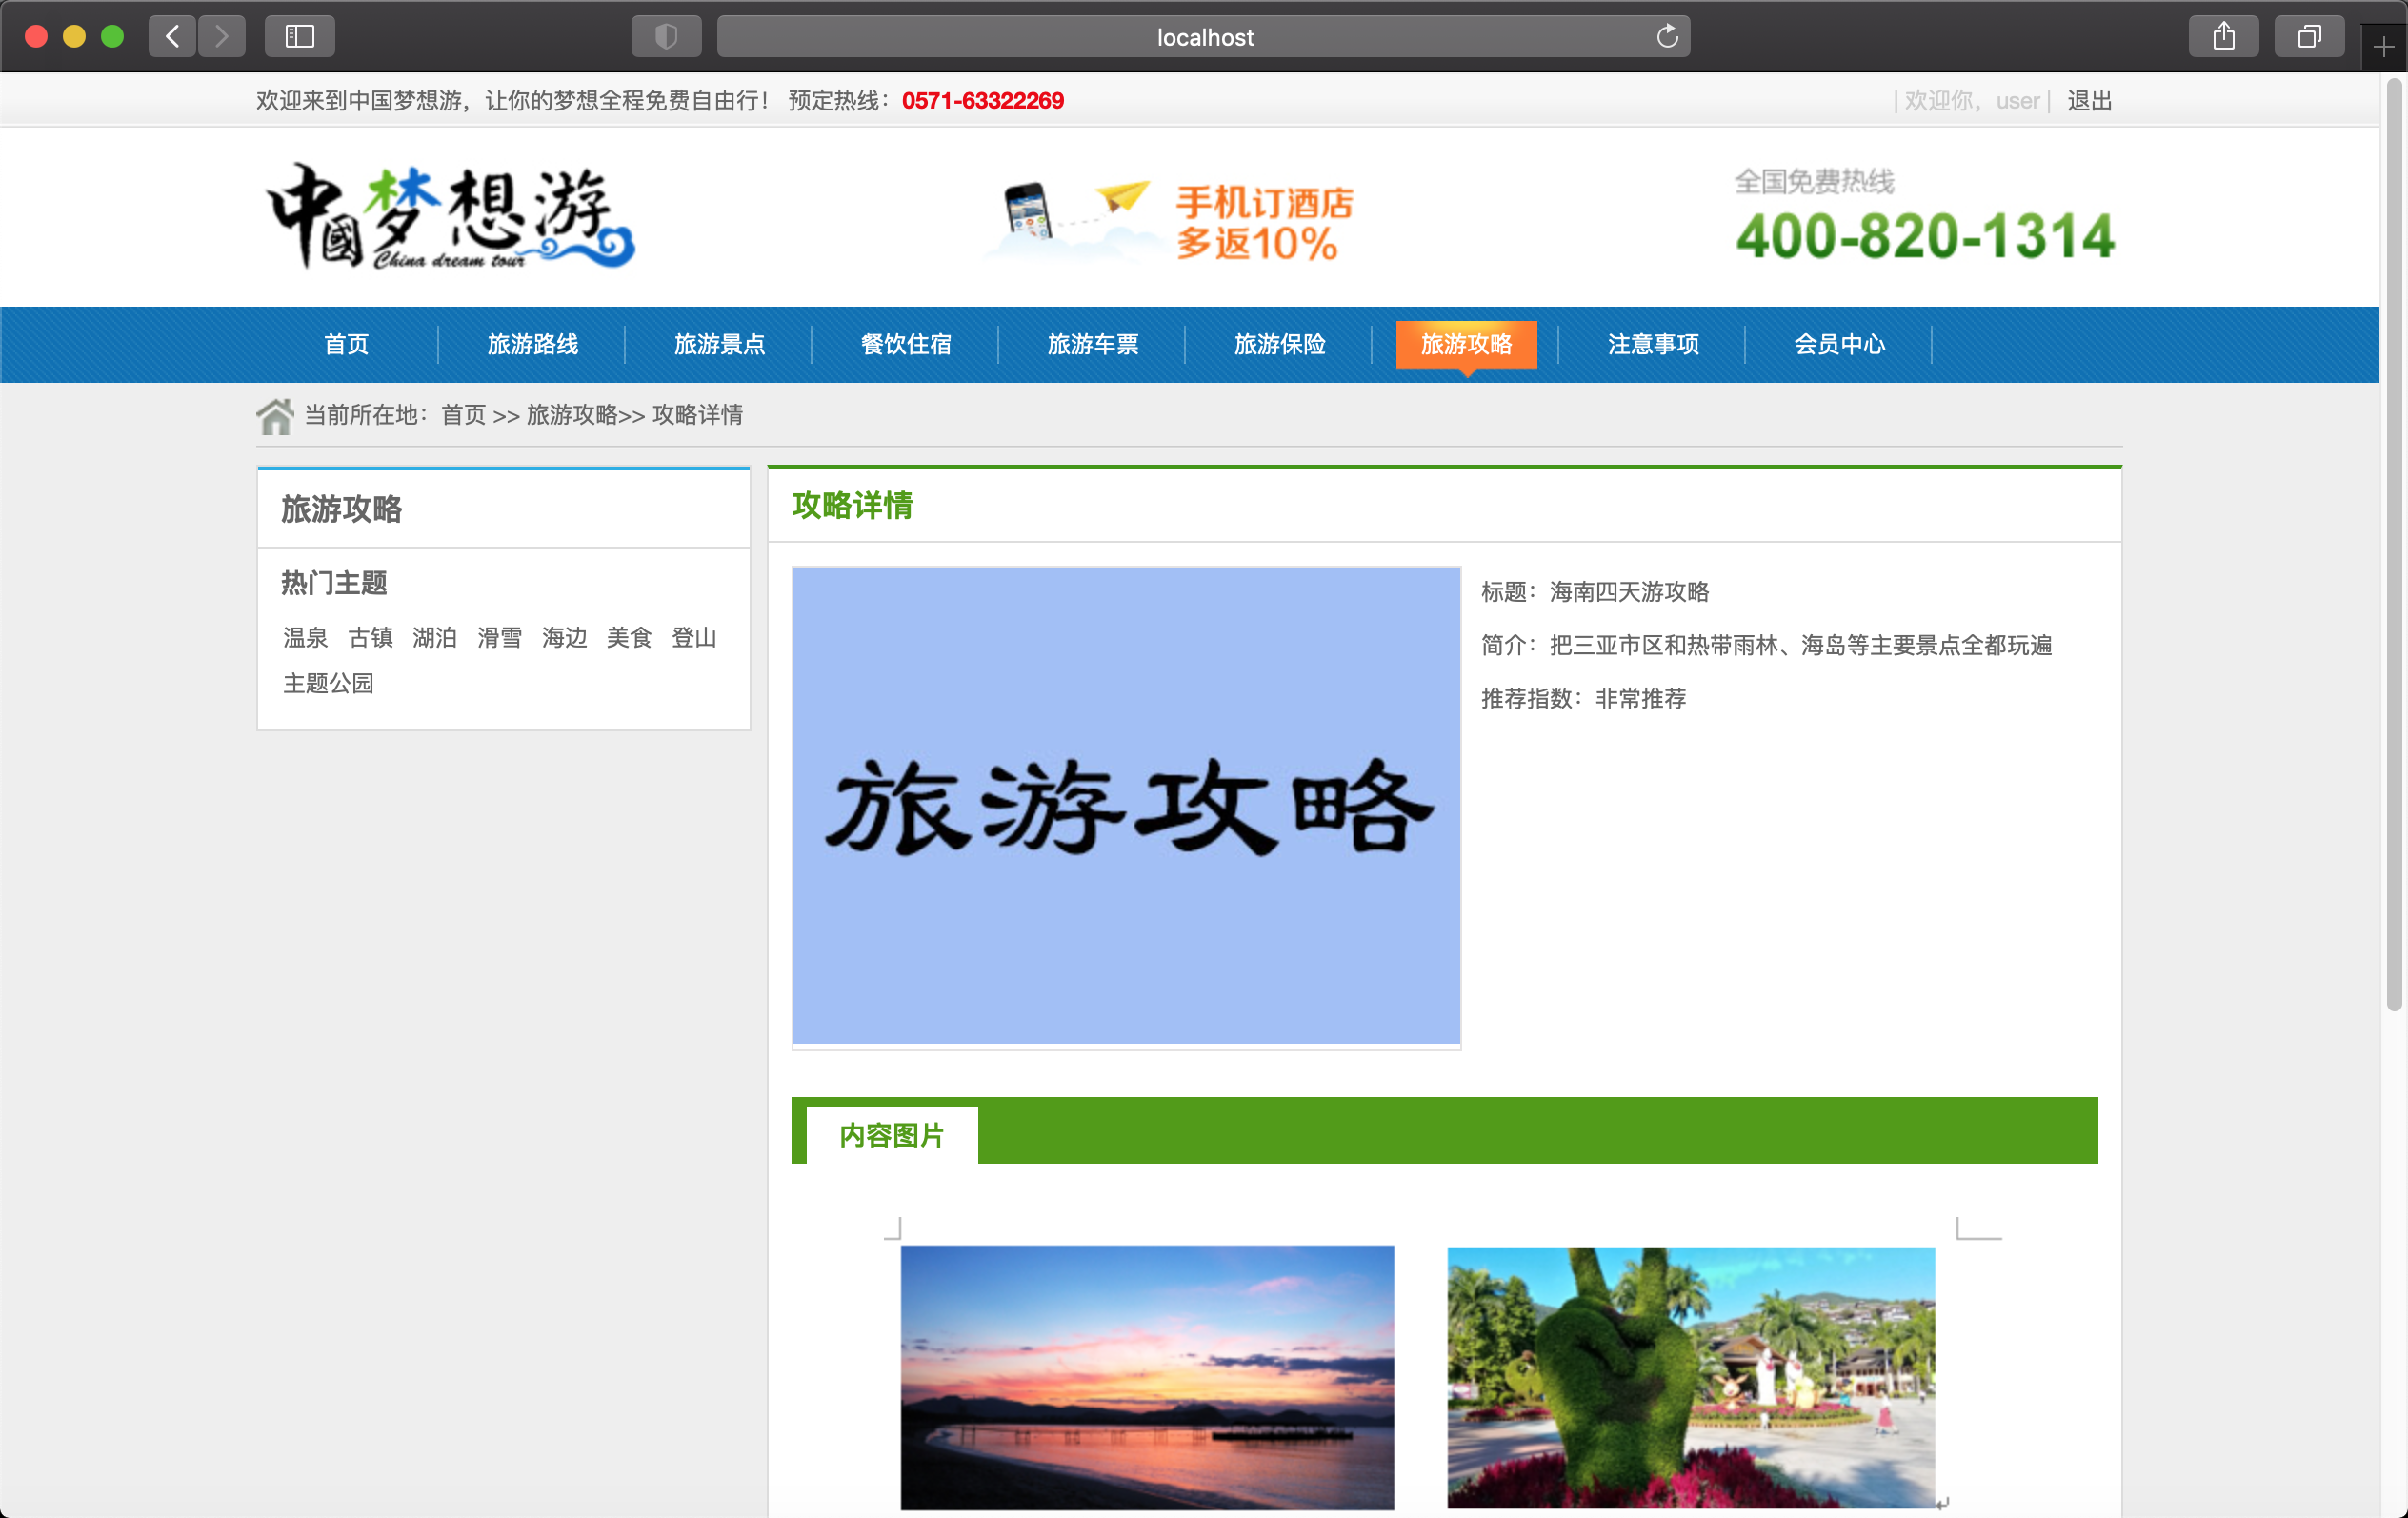 localhost
欢迎来到中国梦想游，让你的梦想全程免费自由行！ 预定热线：0571-63322269
| 欢迎你，user | 退出
中國梦想游
China dream tour
手机订酒店
多返10%
全国免费热线
400-820-1314
首页 旅游路线 旅游景点 餐饮住宿 旅游车票 旅游保险 旅游攻略 注意事项 会员中心
当前所在地：首页 >> 旅游攻略>> 攻略详情
旅游攻略
热门主题
温泉 古镇 湖泊 滑雪 海边 美食 登山
主题公园
攻略详情
旅游攻略
标题：海南四天游攻略
简介：把三亚市区和热带雨林、海岛等主要景点全都玩遍
推荐指数：非常推荐
内容图片